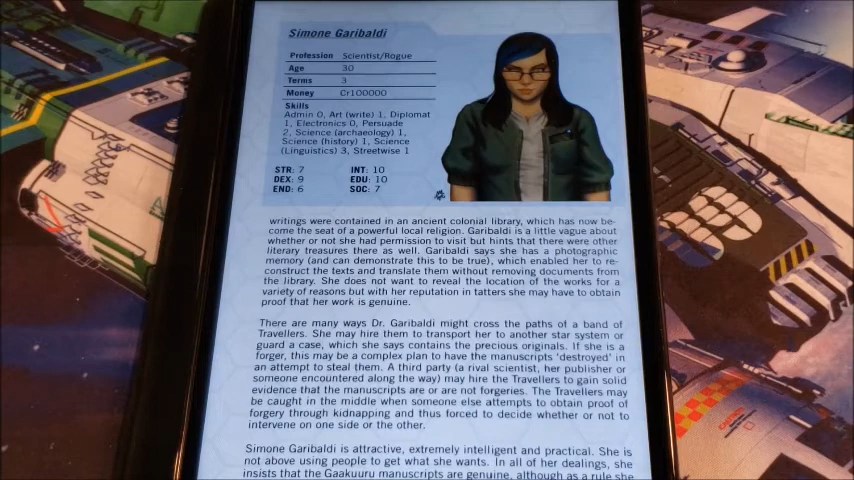 Simone Garibaldi
Profession Scientist/Rogue
Age 30
Terms 3
Money Cr100000
Skills
Admin 0, Art (write) 1, Diplomat
1, Electronics 0, Persuade
2, Science (archaeology) 1,
Science (history) 1, Science
(Linguistics) 3, Streetwise 1
STR: 7 INT: 10
DEX: 9 EDU: 10
END: 6 SOC: 7
writings were contained in an ancient colonial library, which has now be-
come the seat of a powerful local religion. Garibaldi is a little vague about
whether or not she had permission to visit but hints that there were other
literary treasures there as well. Garibaldi says she has a photographic
memory (and can demonstrate this to be true), which enabled her to re-
construct the texts and translate them without removing documents from
the library. She does not want to reveal the location of the works for a
variety of reasons but with her reputation in tatters she may have to obtain
proof that her work is genuine.
There are many ways Dr. Garibaldi might cross the paths of a band of
Travellers. She may hire them to transport her to another star system or
guard a case, which she says contains the precious originals. If she is a
forger, this may be a complex plan to have the manuscripts 'destroyed' in
an attempt to steal them. A third party (a rival scientist, her publisher or
someone encountered along the way) may hire the Travellers to gain solid
evidence that the manuscripts are or are not forgeries. The Travellers may
be caught in the middle when someone else attempts to obtain proof of
forgery through kidnapping and thus forced to decide whether or not to
intervene on one side or the other.
Simone Garibaldi is attractive, extremely intelligent and practical. She is
not above using people to get what she wants. In all of her dealings, she
insists that the Gaakuuru manuscripts are genuine, although as a rule she